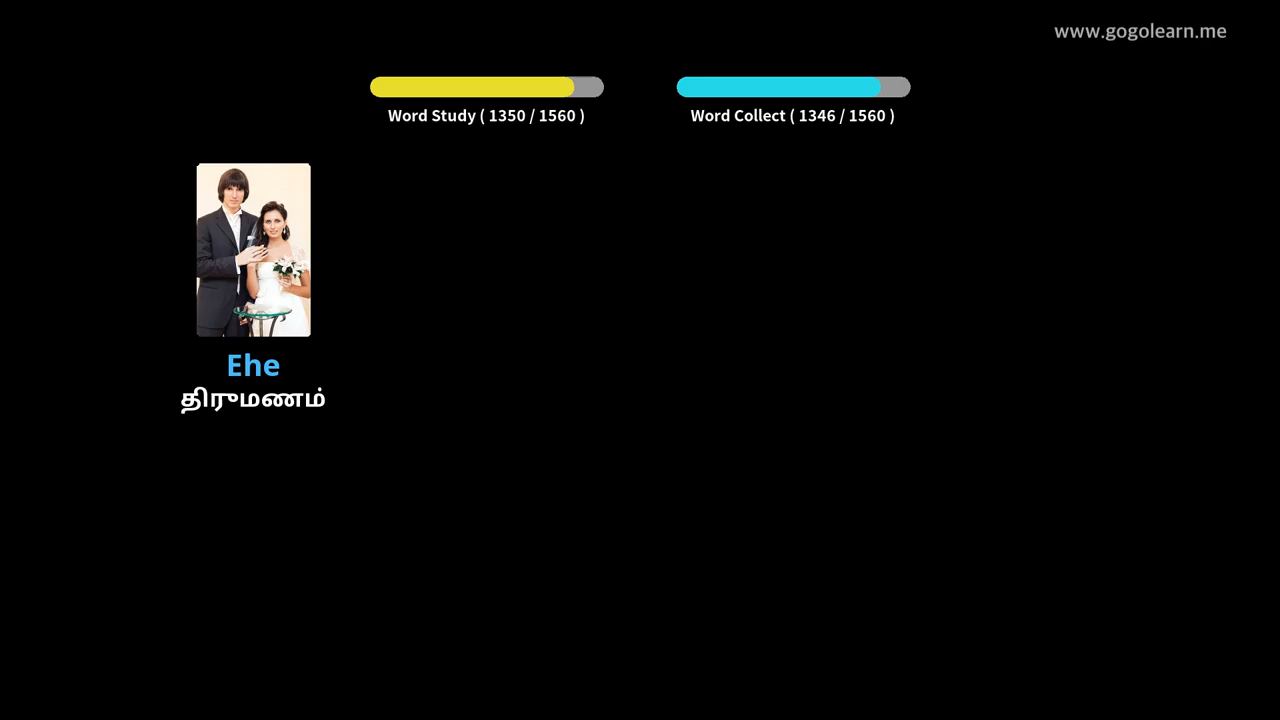 www.gogolearn.me
Word Study ( 1350 / 1560 )
Word Collect ( 1346 / 1560 )
Ehe
திருமணம்